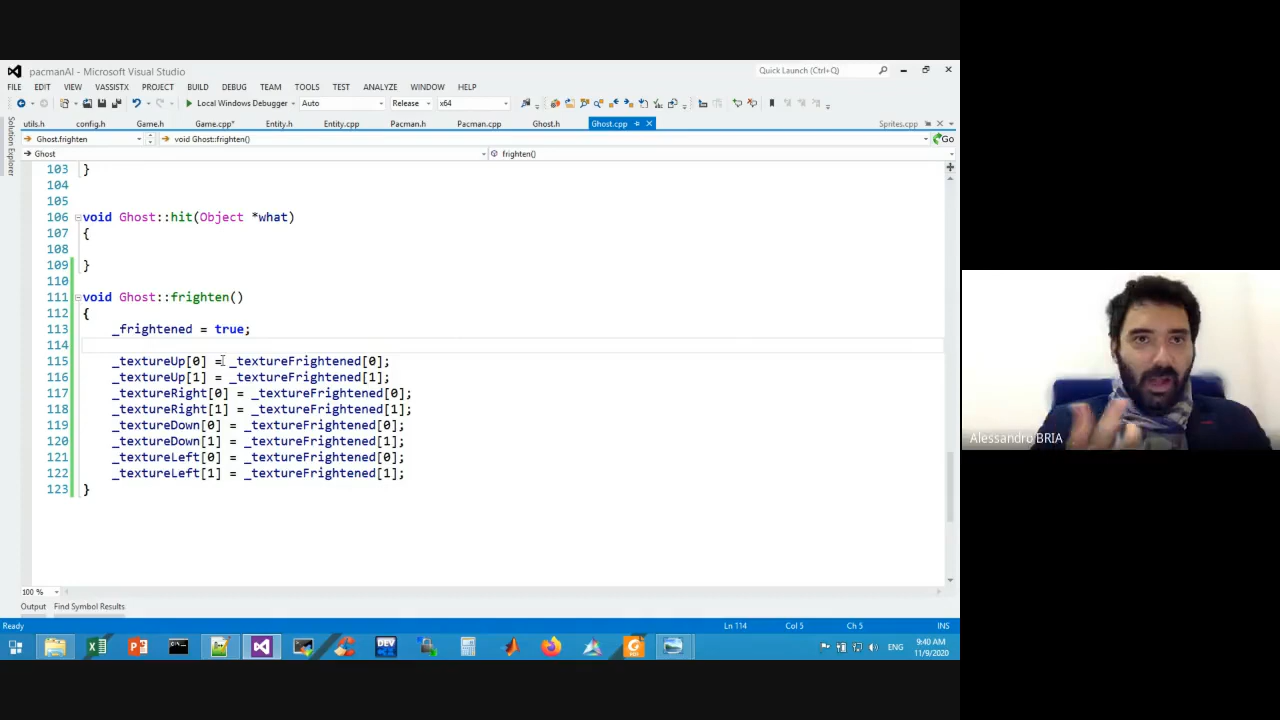 pacmanAI - Microsoft Visual Studio
Quick Launch (Ctrl+Q)
FILE EDIT VIEW VASSISTX PROJECT BUILD DEBUG TEAM TOOLS TEST ANALYZE WINDOW HELP
Local Windows Debugger Auto Release x64
utils.h config.h Game.h Game.cpp* Entity.h Entity.cpp Pacman.h Pacman.cpp Ghost.h Ghost.cpp Sprites.cpp
Ghost.frighten void Ghost::frighten() Go
Ghost frighten()
Solution Explorer
103 }
104
105
106 void Ghost::hit(Object *what)
107 {
108
109 }
110
111 void Ghost::frighten()
112 {
113 _frightened = true;
114
115 _textureUp[0] = _textureFrightened[0];
116 _textureUp[1] = _textureFrightened[1];
117 _textureRight[0] = _textureFrightened[0];
118 _textureRight[1] = _textureFrightened[1];
119 _textureDown[0] = _textureFrightened[0];
120 _textureDown[1] = _textureFrightened[1];
121 _textureLeft[0] = _textureFrightened[0];
122 _textureLeft[1] = _textureFrightened[1];
123 }
100 %
Output Find Symbol Results
Ready Ln 114 Col 5 Ch 5 INS
DEV
ENG
9:40 AM
11/9/2020
Alessandro BRIA